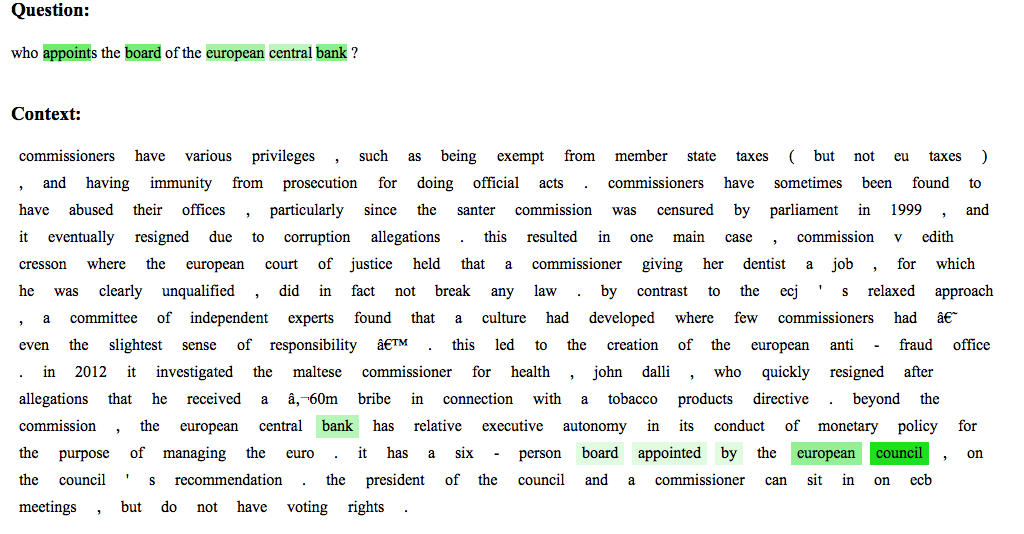 Question:
who appoints the board of the european central bank ?
Context:
commissioners have various privileges , such as being exempt from member state taxes ( but not eu taxes )
, and having immunity from prosecution for doing official acts . commissioners have sometimes been found to
have abused their offices , particularly since the santer commission was censured by parliament in 1999 , and
it eventually resigned due to corruption allegations . this resulted in one main case , commission v edith
cresson where the european court of justice held that a commissioner giving her dentist a job , for which
he was clearly unqualified , did in fact not break any law . by contrast to the ecj ' s relaxed approach
, a committee of independent experts found that a culture had developed where few commissioners had â€˜
even the slightest sense of responsibility â€™ . this led to the creation of the european anti - fraud office
. in 2012 it investigated the maltese commissioner for health , john dalli , who quickly resigned after
allegations that he received a â‚¬60m bribe in connection with a tobacco products directive . beyond the
commission , the european central bank has relative executive autonomy in its conduct of monetary policy for
the purpose of managing the euro . it has a six - person board appointed by the european council , on
the council ' s recommendation . the president of the council and a commissioner can sit in on ecb
meetings , but do not have voting rights .